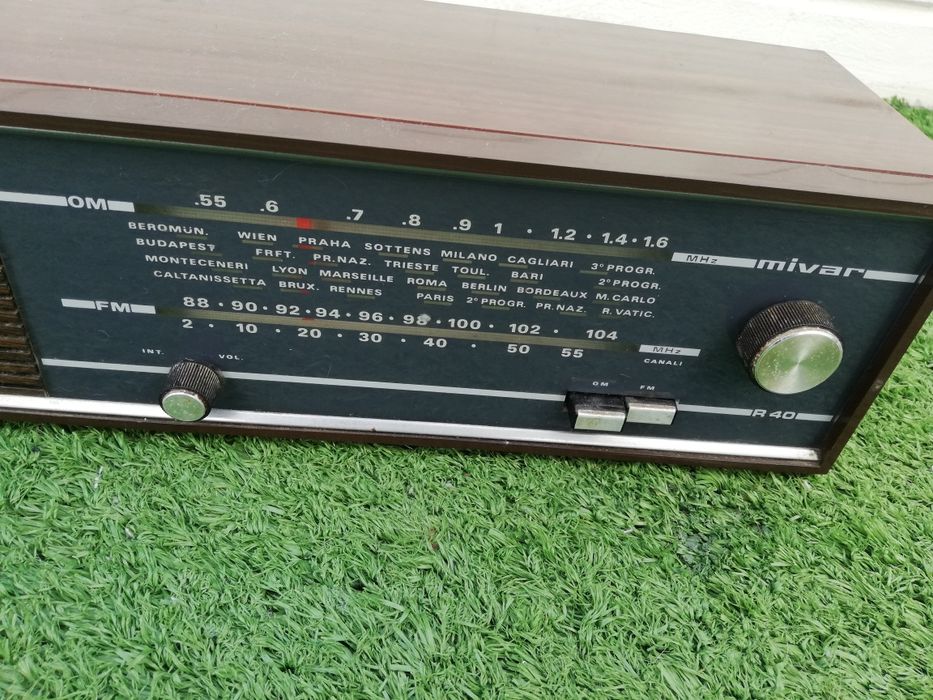 OM .55 .6 .7 .8 .9 1 · 1.2 · 1.4 · 1.6
MHz mivar
BEROMÜN. WIEN PRAHA SOTTENS MILANO CAGLIARI 3º PROGR.
BUDAPEST FRFT. PR.NAZ. TRIESTE TOUL. BARI 2º PROGR.
MONTECENERI LYON MARSEILLE ROMA BERLIN BORDEAUX M.CARLO
CALTANISSETTA BRUX. RENNES PARIS 2º PROGR. PR.NAZ. R.VATIC.
FM 88 · 90 · 92 · 94 · 96 · 98 · 100 · 102 · 104
MHz
2 · 10 · 20 · 30 · 40 · 50 55
CANALI
INT. VOL.
OM FM
R 40